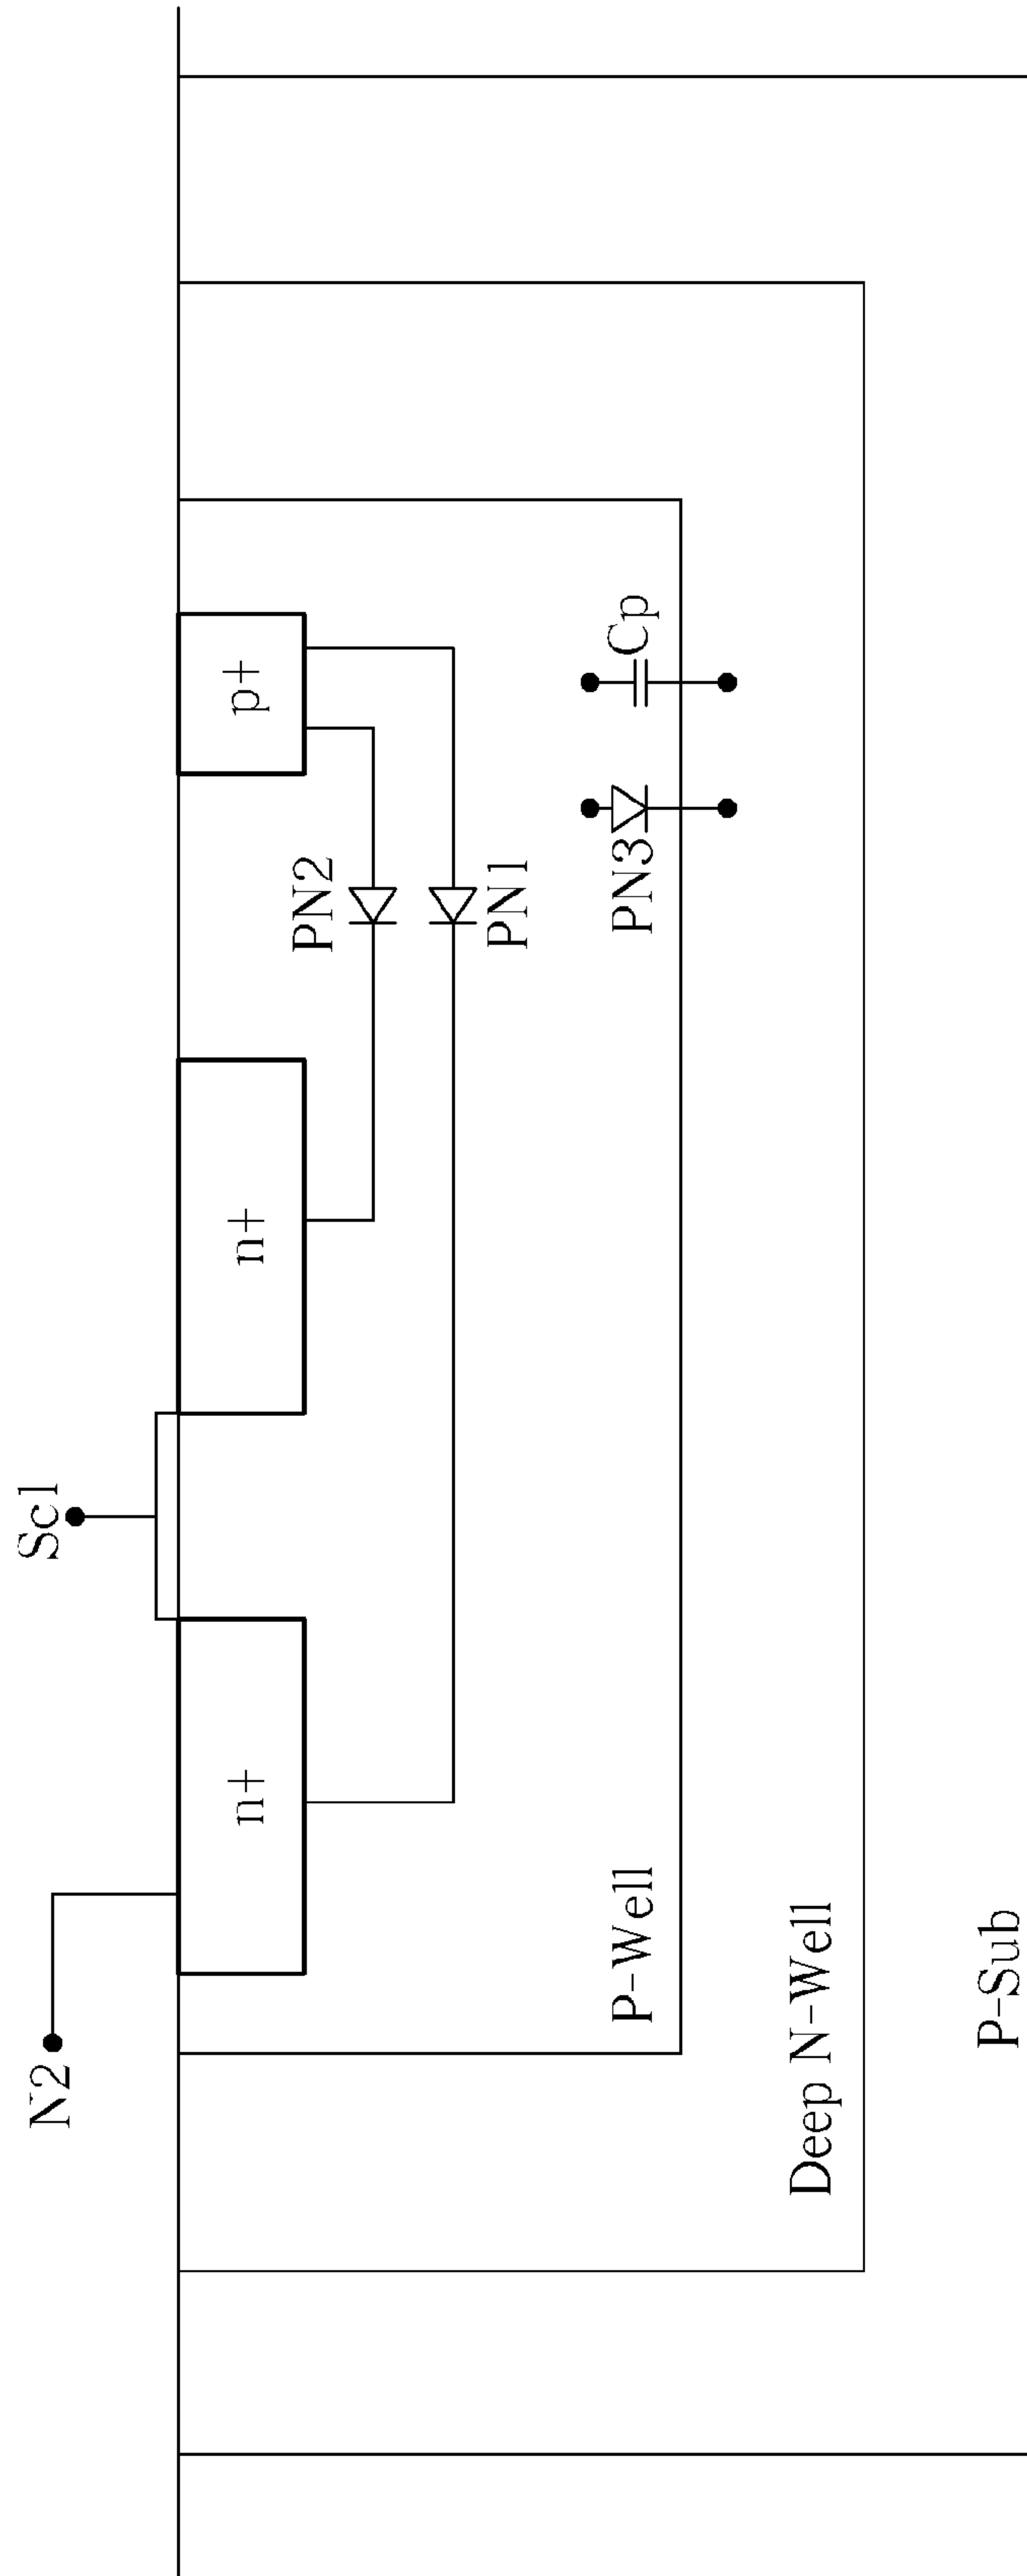 Sc1
N2
n+
n+
p+
PN2
PN1
PN3
Cp
P-Well
Deep N-Well
P-Sub